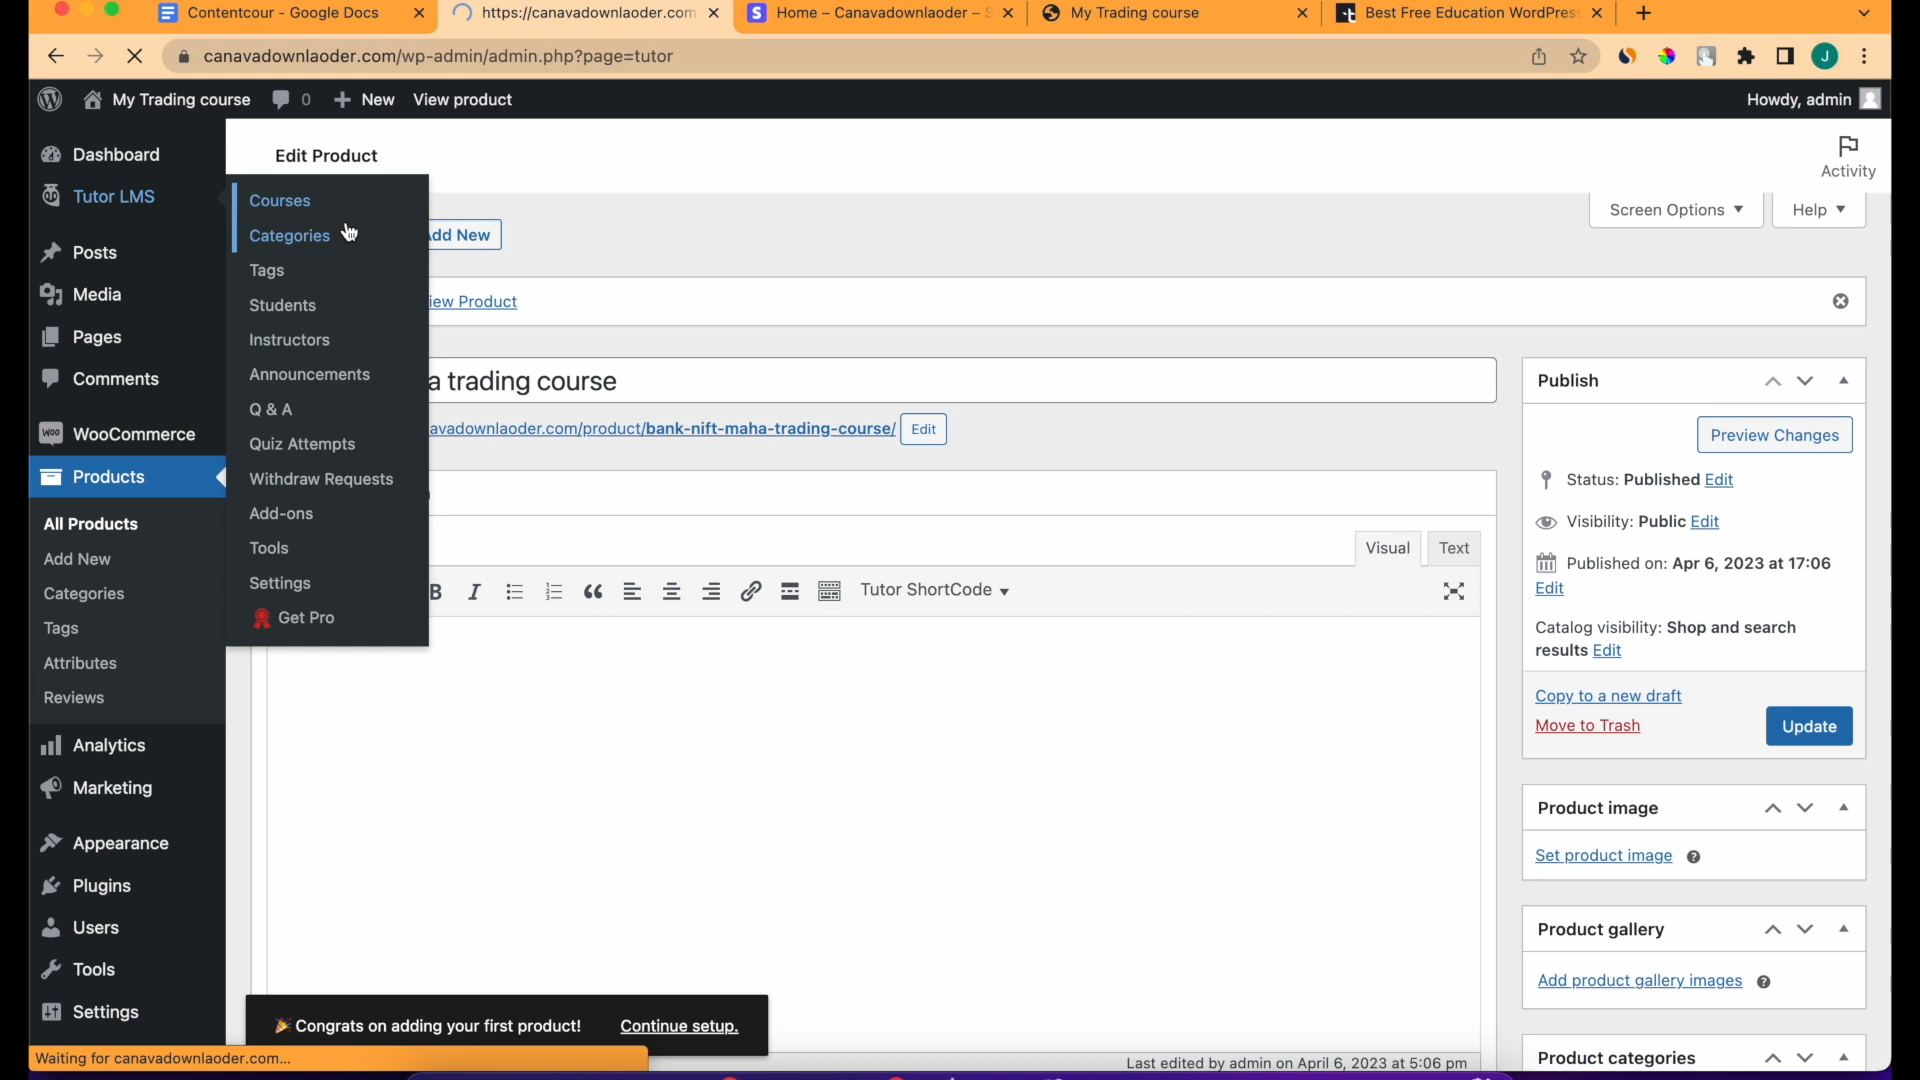 Contentcour - Google Docs
https://canavadownlaoder.com
Home – Canavadownlaoder –
My Trading course
Best Free Education WordPres
canavadownlaoder.com/wp-admin/admin.php?page=tutor
J
My Trading course
0
New
View product
Howdy, admin
Dashboard
Tutor LMS
Posts
Media
Pages
Comments
WooCommerce
Products
All Products
Add New
Categories
Tags
Attributes
Reviews
Analytics
Marketing
Appearance
Plugins
Users
Tools
Settings
Courses
Categories
Tags
Students
Instructors
Announcements
Q & A
Quiz Attempts
Withdraw Requests
Add-ons
Tools
Settings
Get Pro
Edit Product
Activity
Screen Options
Help
dd New
iew Product
a trading course
avadownlaoder.com/product/bank-nift-maha-trading-course/
Edit
Visual
Text
B
I
Tutor ShortCode
Publish
Preview Changes
Status: Published Edit
Visibility: Public Edit
Published on: Apr 6, 2023 at 17:06
Edit
Catalog visibility: Shop and search
results Edit
Copy to a new draft
Move to Trash
Update
Product image
Set product image
Product gallery
Add product gallery images
Product categories
Congrats on adding your first product!
Continue setup.
Waiting for canavadownlaoder.com...
Last edited by admin on April 6, 2023 at 5:06 pm